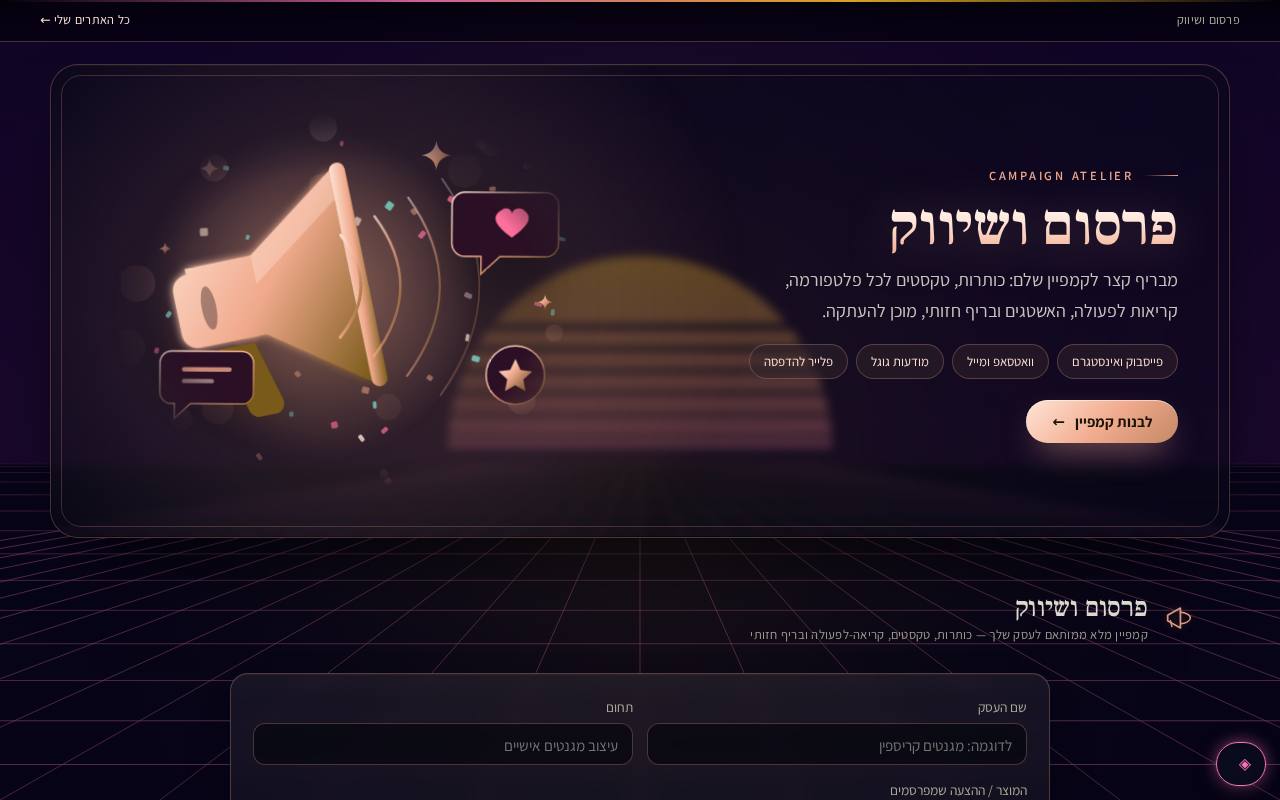 פרסום ושיווק
כל האתרים שלי ←
CAMPAIGN ATELIER
פרסום ושיווק
מבריף קצר לקמפיין שלם: כותרות, טקסטים לכל פלטפורמה,
קריאות לפעולה, האשטגים ובריף חזותי, מוכן להעתקה.
פייסבוק ואינסטגרם
וואטסאפ ומייל
מודעות גוגל
פלייר להדפסה
לבנות קמפיין ←
פרסום ושיווק
קמפיין מלא ממותאם לעסק שלך — כותרות, טקסטים, קריאה-לפעולה ובריף חזותי
שם העסק
תחום
לדוגמה: מגנטים קריספין
עיצוב מגנטים אישיים
המוצר / ההצעה שמפרסמים